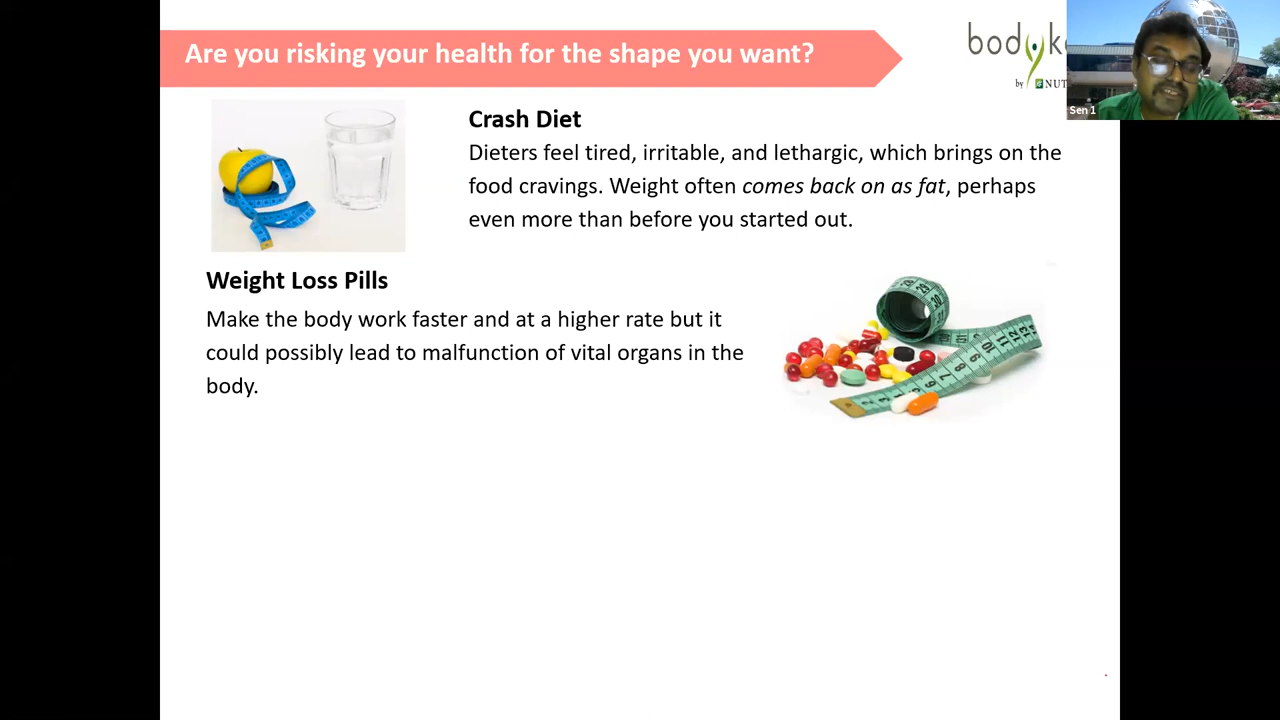 Are you risking your health for the shape you want?
by NUT
Sen 1
Crash Diet
Dieters feel tired, irritable, and lethargic, which brings on the
food cravings. Weight often comes back on as fat, perhaps
even more than before you started out.
Weight Loss Pills
Make the body work faster and at a higher rate but it
could possibly lead to malfunction of vital organs in the
body.